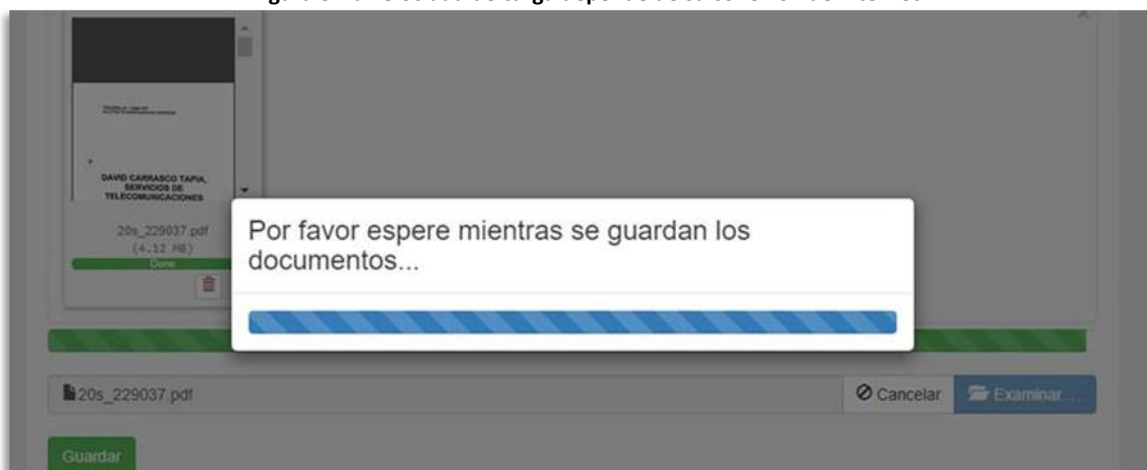 DAVID CARRASCO TAPIA,
SERVICIOS DE
TELECOMUNICACIONES
20s_229037.pdf
(4.12 MB)
Done
Por favor espere mientras se guardan los
documentos...
20s_229037.pdf
Cancelar
Examinar ...
Guardar